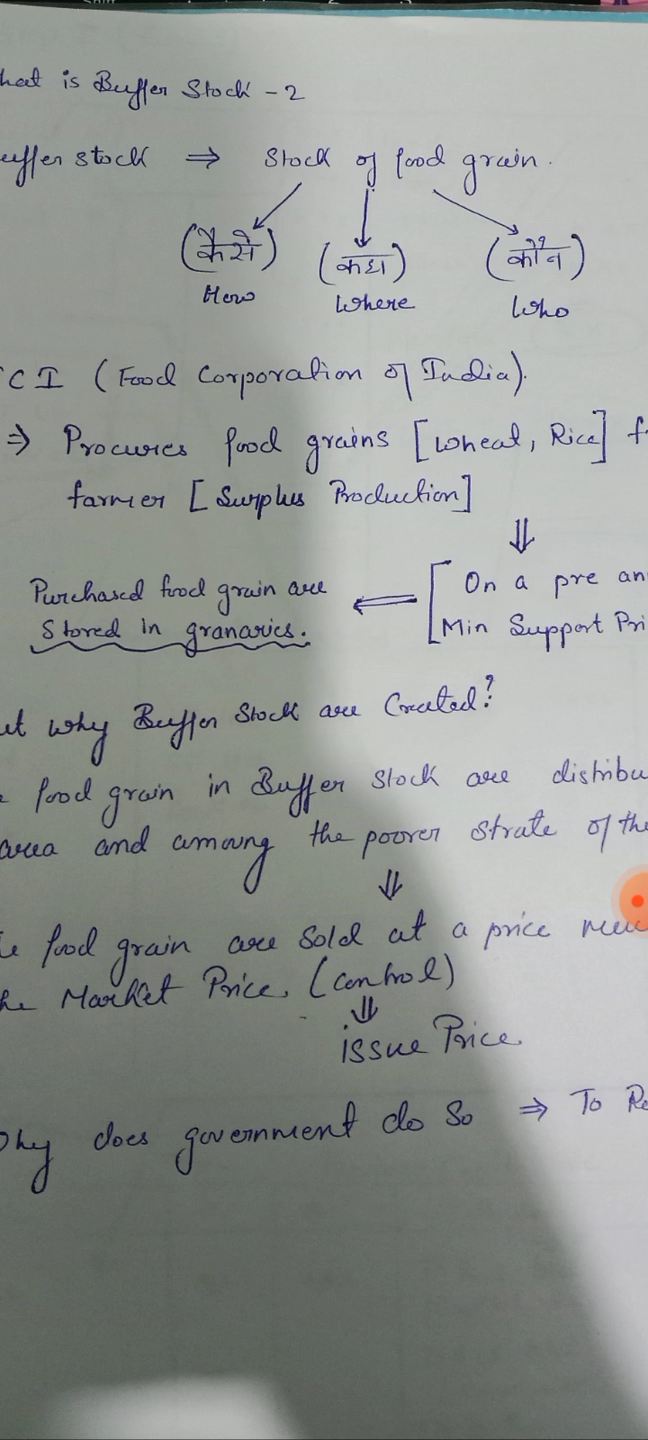 hat is Buffer Stock - 2
uffer stock ⇒ Stock of food grain.
(कैसे) (कहा) (कौन)
How Where Who
CI (Food Corporation of India).
⇒ Procures food grains [Wheat, Rice] f
farmer [Surplus Production]
⇓
Purchased food grain are ⇐ [On a pre an
Stored in granaries. Min Support Pri
ut why Buffer Stock are Created?
e food grain in Buffer Stock are distribu
area and amoung the poorer strate of the
⇓
e food grain are Sold at a price
he Market Price. (control)
⇓
issue Price
hy does government do So ⇒ To Re